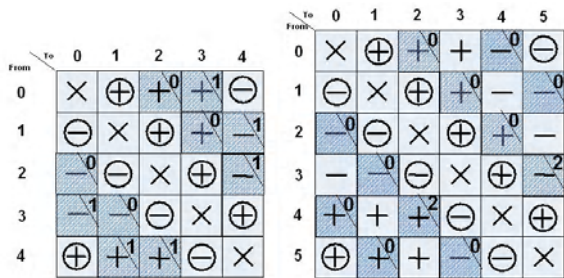 To
0 1 2 3 4
From
0 × ⊕ +0 +1 ⊖
1 ⊖ × ⊕ +0 −1
2 −0 ⊖ × ⊕ −1
3 −1 −0 ⊖ × ⊕
4 ⊕ +1 +1 ⊖ ×
To
0 1 2 3 4 5
From
0 × ⊕ +0 + −0 ⊖
1 ⊖ × ⊕ +0 − −0
2 −0 ⊖ × ⊕ +0 −
3 − −0 ⊖ × ⊕ −2
4 +0 + +2 ⊖ × ⊕
5 ⊕ +0 + −0 ⊖ ×